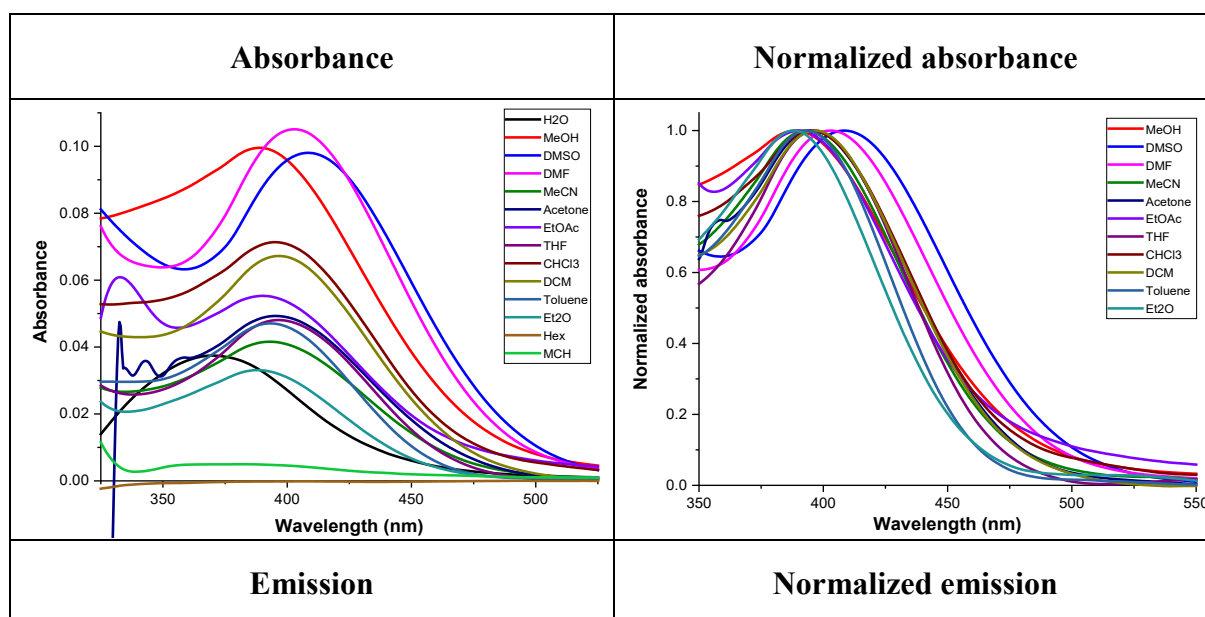 Absorbance
Normalized absorbance
H2O
MeOH
DMSO
DMF
MeCN
Acetone
EtOAc
THF
CHCl3
DCM
Toluene
Et2O
Hex
MCH
0.10
0.08
0.06
0.04
0.02
0.00
Absorbance
350
400
450
500
Wavelength (nm)
MeOH
DMSO
DMF
MeCN
Acetone
EtOAc
THF
CHCl3
DCM
Toluene
Et2O
1.0
0.8
0.6
0.4
0.2
0.0
Normalized absorbance
350
400
450
500
550
Wavelength (nm)
Emission
Normalized emission